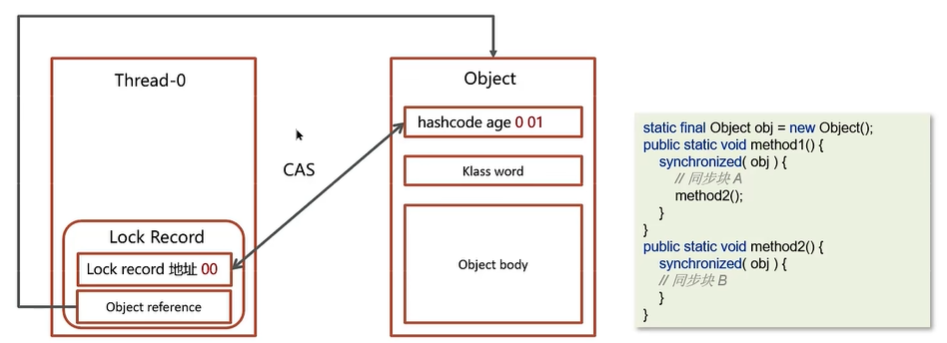 Thread-0
Object
hashcode age 0 01
CAS
Klass word
Lock Record
Lock record 地址 00
Object reference
Object body
static final Object obj = new Object();
public static void method1() {
synchronized( obj ) {
// 同步块 A
method2();
}
}
public static void method2() {
synchronized( obj ) {
// 同步块 B
}
}